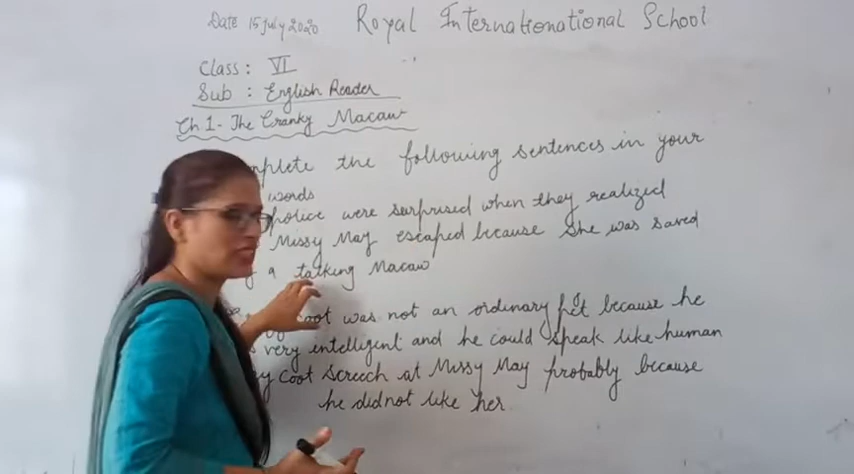 Date 15 July 2020 Royal International School
Class : VI
Sub : English Reader
Ch 1 - The Cranky Macaw
following sentences in your
the
words
police were surprised when they realized
Missy May escaped because she was saved
a talking Macaw
coot was not an ordinary pet because he
very intelligent and he could speak like human
coot screech at Missy May probably because
he didnot like her